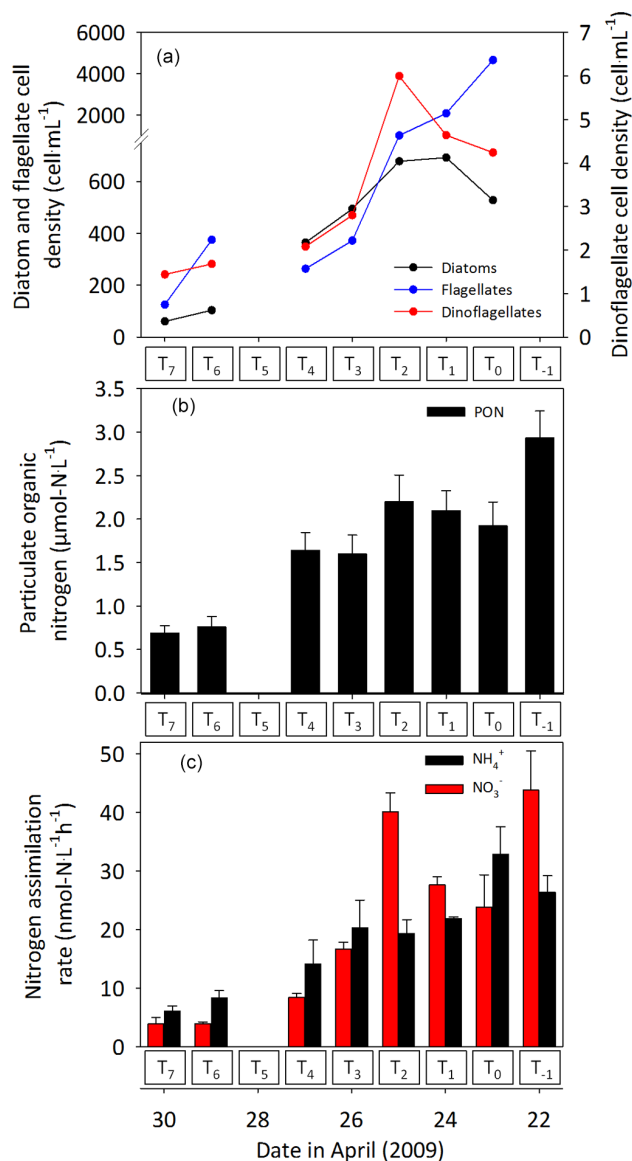 (a)
6000
4000
2000
600
400
200
0
Diatom and flagellate cell
density (cell·mL⁻¹)
7
6
5
4
3
2
1
0
Dinoflagellate cell density (cell·mL⁻¹)
Diatoms
Flagellates
Dinoflagellates
T₇ T₆ T₅ T₄ T₃ T₂ T₁ T₀ T₋₁
(b)
PON
3.5
3.0
2.5
2.0
1.5
1.0
0.5
0.0
Particulate organic
nitrogen (µmol-N·L⁻¹)
T₇ T₆ T₅ T₄ T₃ T₂ T₁ T₀ T₋₁
(c)
NH₄⁺
NO₃⁻
50
40
30
20
10
0
Nitrogen assimilation
rate (nmol-N·L⁻¹h⁻¹)
T₇ T₆ T₅ T₄ T₃ T₂ T₁ T₀ T₋₁
30 28 26 24 22
Date in April (2009)